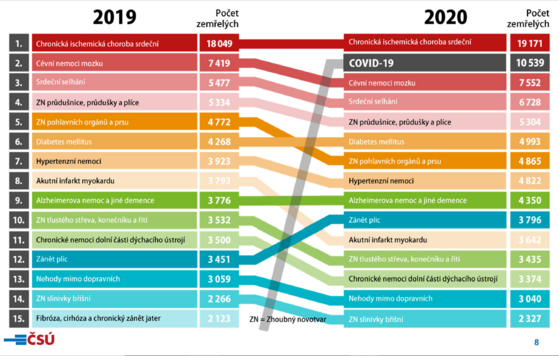 2019
Počet
zemřelých
2020
Počet
zemřelých
1. Chronická ischemická choroba srdeční 18 049
2. Cévní nemoci mozku 7 419
3. Srdeční selhání 5 477
4. ZN průdušnice, průdušky a plíce 5 334
5. ZN pohlavních orgánů a prsu 4 772
6. Diabetes mellitus 4 268
7. Hypertenzní nemoci 3 923
8. Akutní infarkt myokardu 3 793
9. Alzheimerova nemoc a jiné demence 3 776
10. ZN tlustého střeva, konečníku a řiti 3 532
11. Chronické nemoci dolní části dýchacího ústrojí 3 500
12. Zánět plic 3 451
13. Nehody mimo dopravních 3 059
14. ZN slinivky břišní 2 266
15. Fibróza, cirhóza a chronický zánět jater 2 123
Chronická ischemická choroba srdeční 19 171
COVID-19 10 539
Cévní nemoci mozku 7 552
Srdeční selhání 6 728
ZN průdušnice, průdušky a plíce 5 304
Diabetes mellitus 4 993
ZN pohlavních orgánů a prsu 4 865
Hypertenzní nemoci 4 822
Alzheimerova nemoc a jiné demence 4 350
Zánět plic 3 796
Akutní infarkt myokardu 3 642
ZN tlustého střeva, konečníku a řiti 3 435
Chronické nemoci dolní části dýchacího ústrojí 3 374
Nehody mimo dopravních 3 040
ZN slinivky břišní 2 327
ZN = Zhoubný novotvar
ČSÚ
8